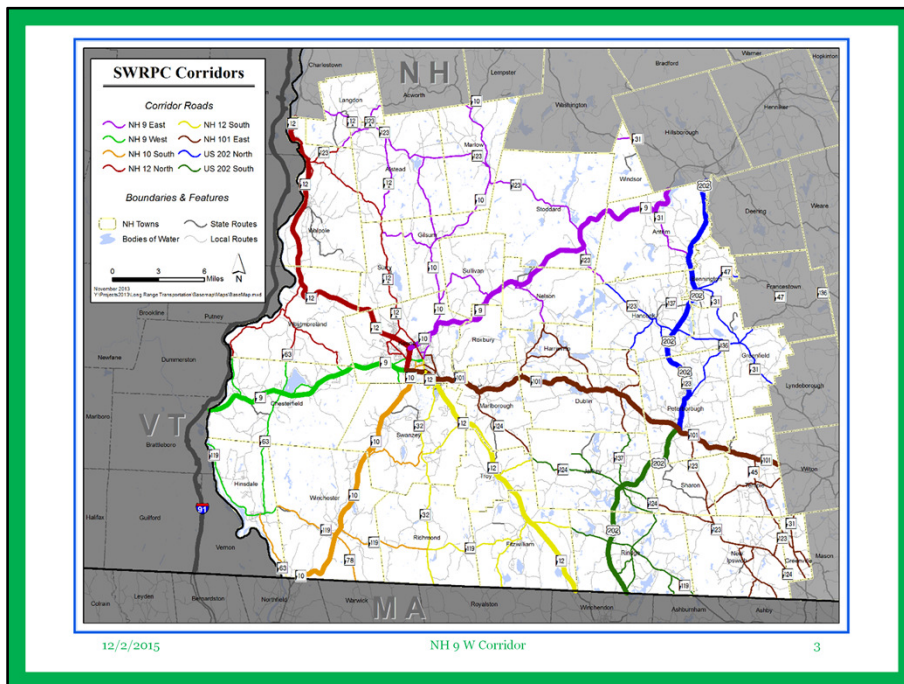 SWRPC Corridors
Corridor Roads
NH 9 East
NH 9 West
NH 10 South
NH 12 North
NH 12 South
NH 101 East
US 202 North
US 202 South
Boundaries & Features
NH Towns
Bodies of Water
State Routes
Local Routes
0 3 6
Miles
N
November 2013
NH
VT
MA
Charlestown
Langdon
Acworth
Lempster
Washington
Bradford
Warner
Hopkinton
Henniker
Hillsborough
Windsor
Marlow
Alstead
Stoddard
Antrim
Deering
Weare
Walpole
Gilsum
Surry
Sullivan
Nelson
Hancock
Bennington
Francestown
Greenfield
Lyndeborough
Brookline
Putney
Newfane
Dummerston
Westmoreland
Roxbury
Harrisville
Marlboro
Brattleboro
Chesterfield
Marlborough
Dublin
Peterborough
Swanzey
Troy
Jaffrey
Sharon
Wilton
Hinsdale
Winchester
Richmond
Fitzwilliam
Rindge
New Ipswich
Greenville
Mason
Halifax
Guilford
Vernon
91
Colrain
Leyden
Bernardston
Northfield
Warwick
Royalston
Winchendon
Ashburnham
Ashby
12/2/2015
NH 9 W Corridor
3